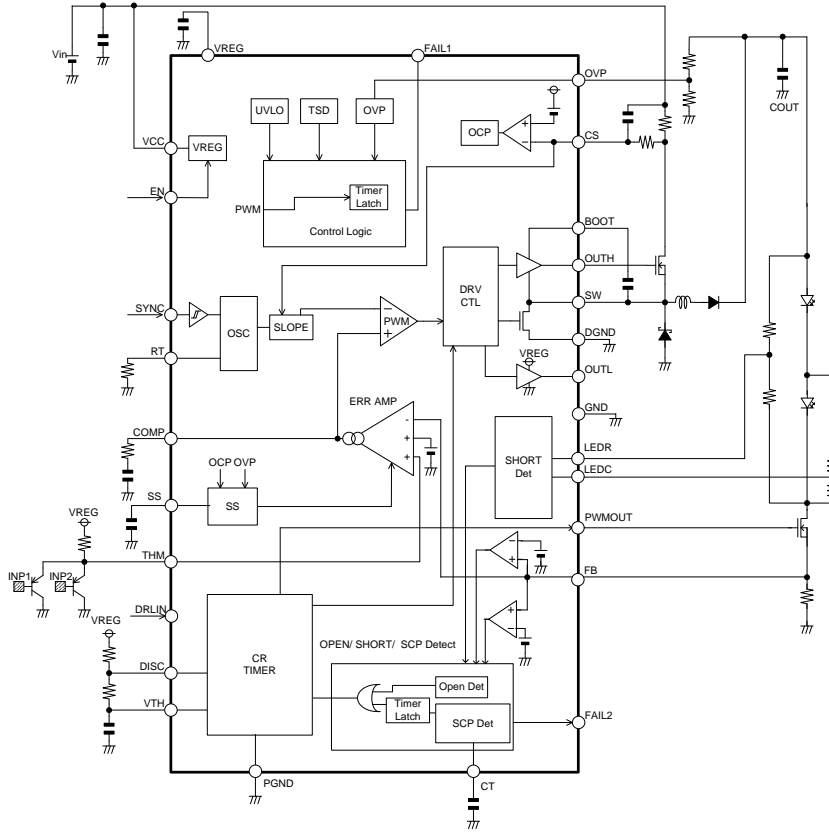 VREG
FAIL1
Vin
OVP
COUT
UVLO
TSD
OVP
OCP
+
−
CS
VCC
VREG
EN
Timer
Latch
PWM
Control Logic
BOOT
OUTH
DRV
CTL
SW
SYNC
OSC
SLOPE
−
PWM
+
DGND
RT
VREG
OUTL
ERR AMP
GND
COMP
-
+
+
SHORT
Det
LEDR
LEDC
OCP OVP
SS
SS
VREG
PWMOUT
THM
−
+
FB
INP1
INP2
DRLIN
+
−
VREG
OPEN/ SHORT/ SCP Detect
CR
TIMER
DISC
Open Det
VTH
Timer
Latch
SCP Det
FAIL2
PGND
CT